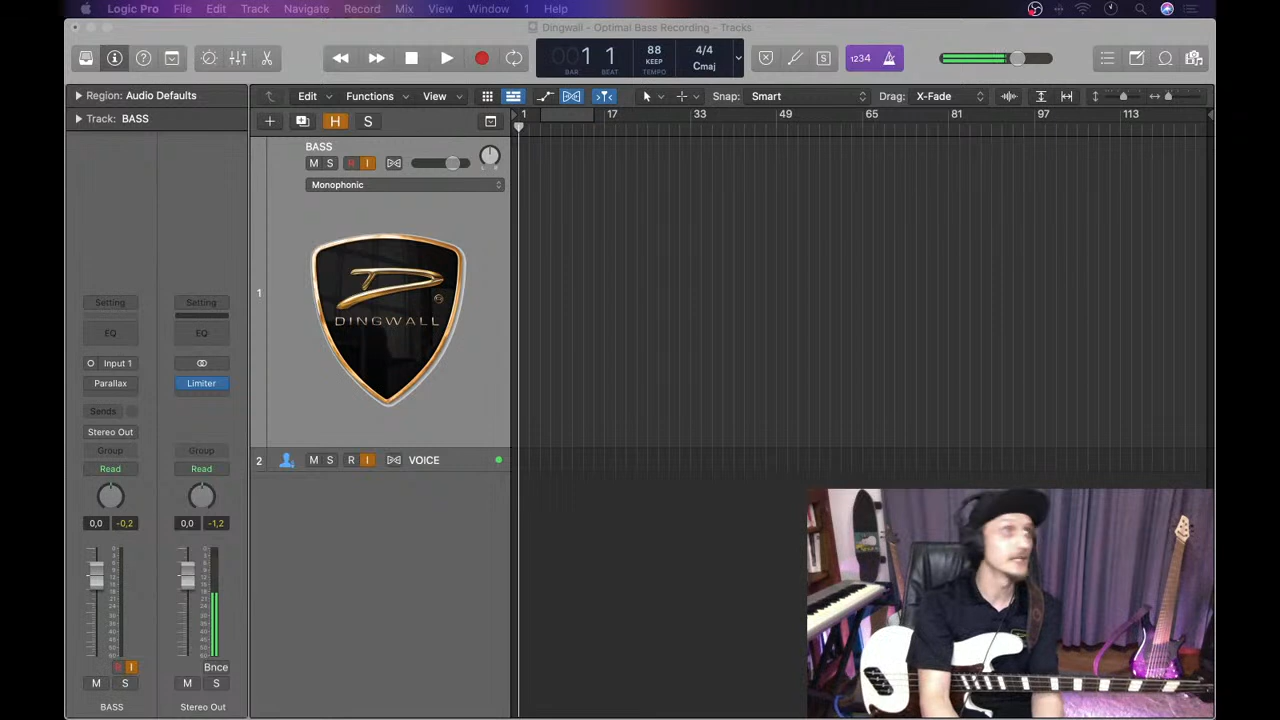 Logic Pro File Edit Track Navigate Record Mix View Window 1 Help
Dingwall - Optimal Bass Recording - Tracks
001 1 88 4/4
KEEP Cmaj
BAR BEAT TEMPO
1234
S
Region: Audio Defaults
Edit Functions View
Snap: Smart
Drag: X-Fade
Track: BASS
H S
1 17 33 49 65 81 97 113
BASS
M S R I
Monophonic
1
DINGWALL
2 M S R I VOICE
Setting Setting
EQ EQ
Input 1
Parallax Limiter
Sends
Stereo Out
Group Group
Read Read
0,0 -0,2 0,0 -1,2
R I Bnce
M S M S
BASS Stereo Out